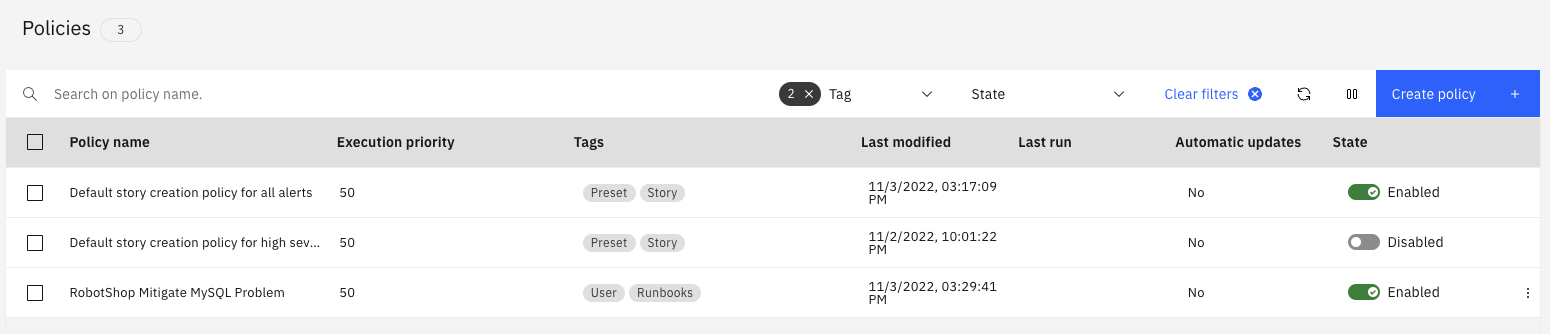 Policies 3
Search on policy name. 2 Tag State Clear filters Create policy
Policy name Execution priority Tags Last modified Last run Automatic updates State
Default story creation policy for all alerts 50 Preset Story 11/3/2022, 03:17:09 PM No Enabled
Default story creation policy for high sev... 50 Preset Story 11/2/2022, 10:01:22 PM No Disabled
RobotShop Mitigate MySQL Problem 50 User Runbooks 11/3/2022, 03:29:41 PM No Enabled